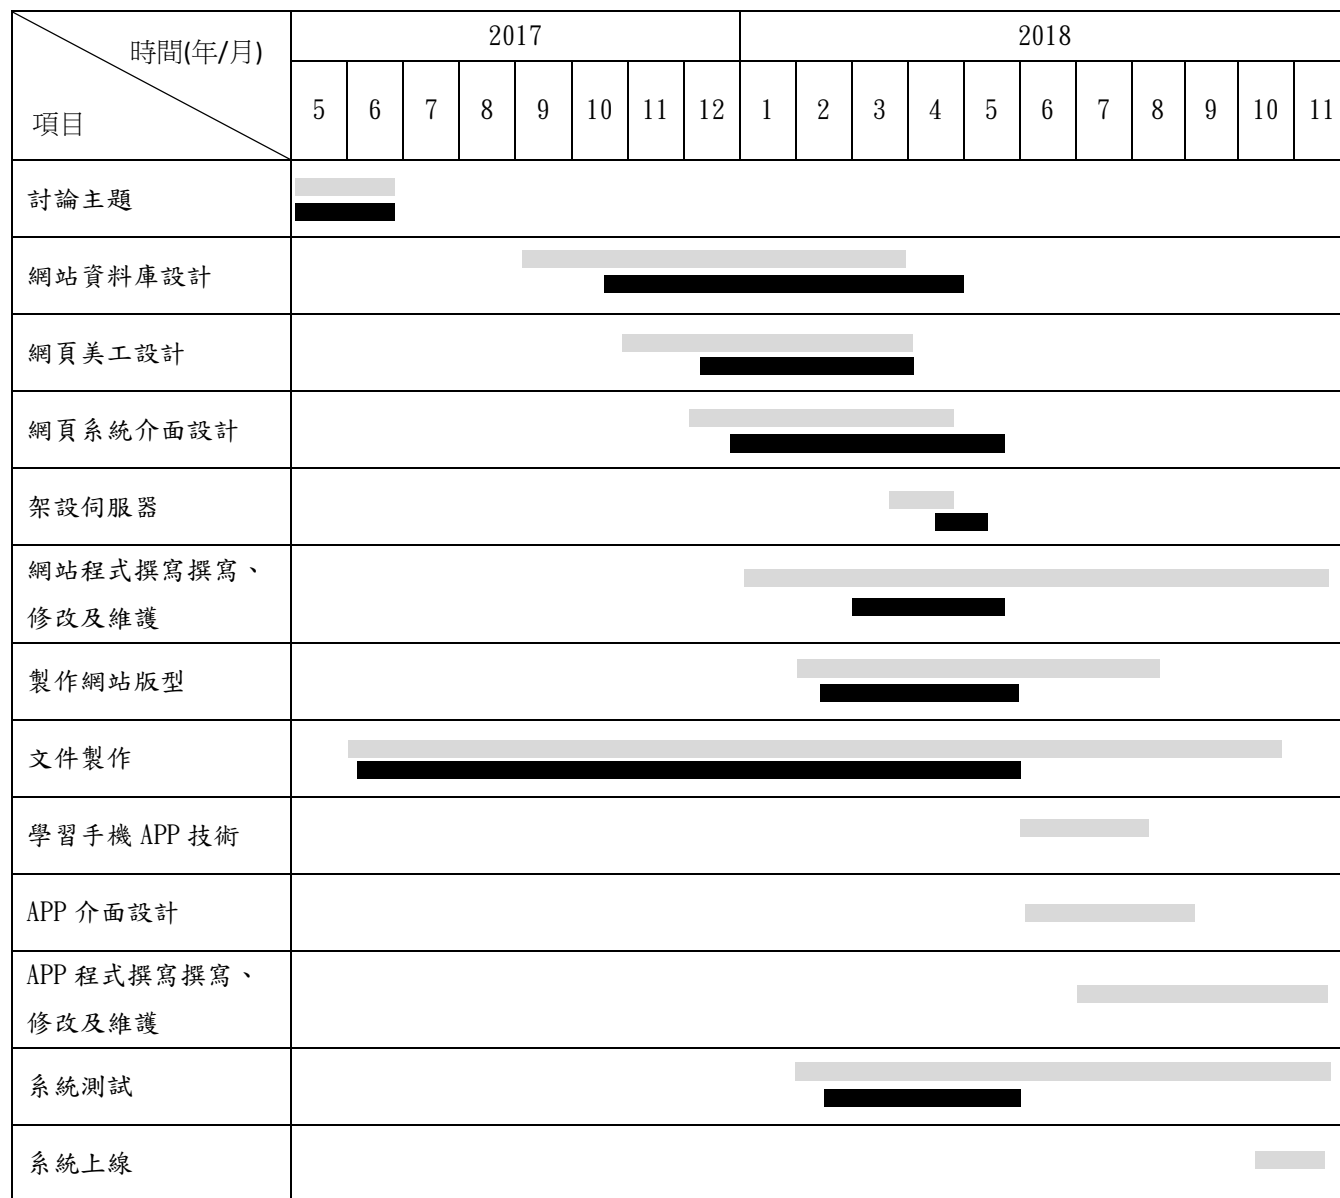 時間(年/月)
項目
2017 2018
5 6 7 8 9 10 11 12 1 2 3 4 5 6 7 8 9 10 11
討論主題
網站資料庫設計
網頁美工設計
網頁系統介面設計
架設伺服器
網站程式撰寫撰寫、
修改及維護
製作網站版型
文件製作
學習手機 APP 技術
APP 介面設計
APP 程式撰寫撰寫、
修改及維護
系統測試
系統上線